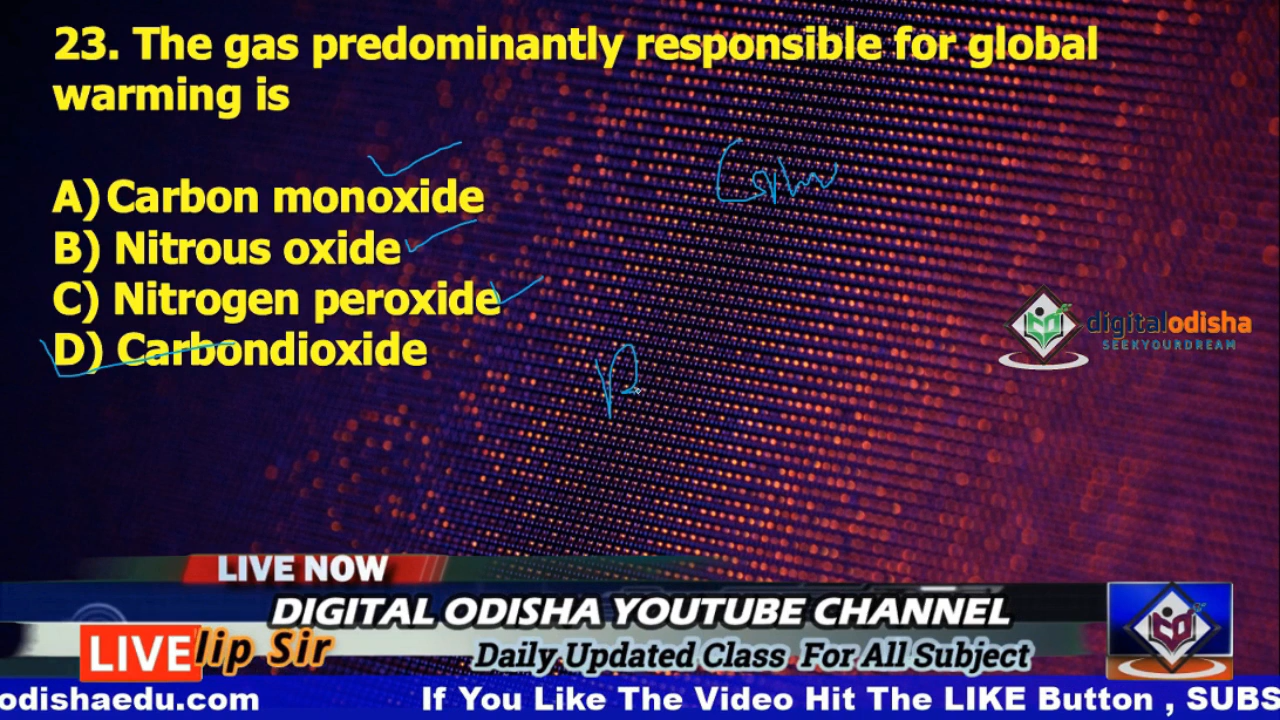 23. The gas predominantly responsible for global
warming is
A) Carbon monoxide
B) Nitrous oxide
C) Nitrogen peroxide
D) Carbondioxide
digitalodisha
SEEKYOURDREAM
LIVE NOW
DIGITAL ODISHA YOUTUBE CHANNEL
LIVE lip Sir
Daily Updated Class For All Subject
odishaedu.com If You Like The Video Hit The LIKE Button , SUBS